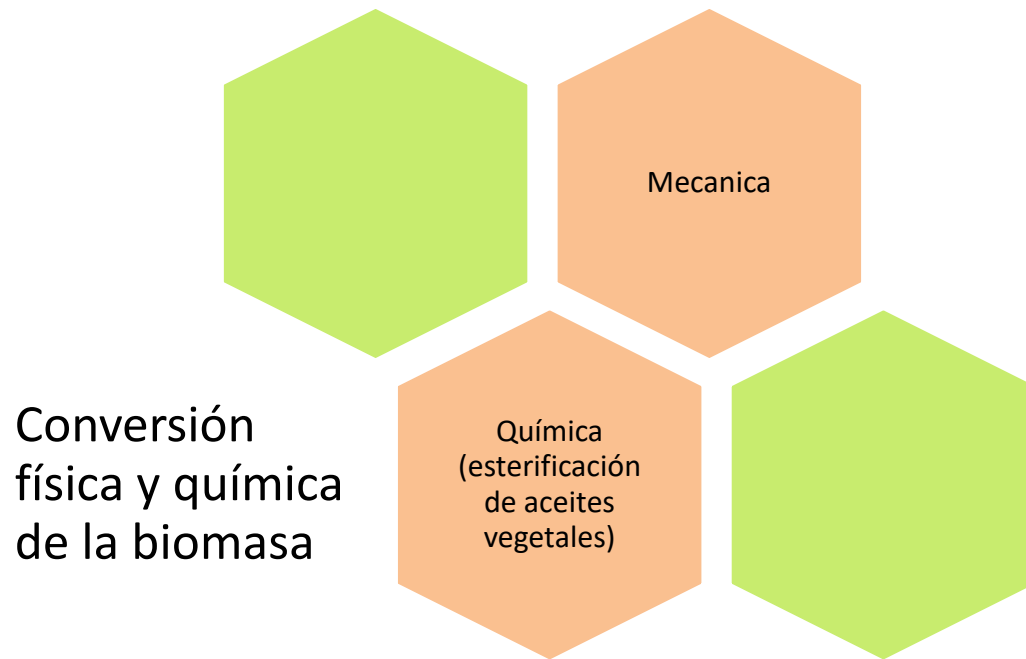 Mecanica
Conversión
física y química
de la biomasa
Química
(esterificación
de aceites
vegetales)